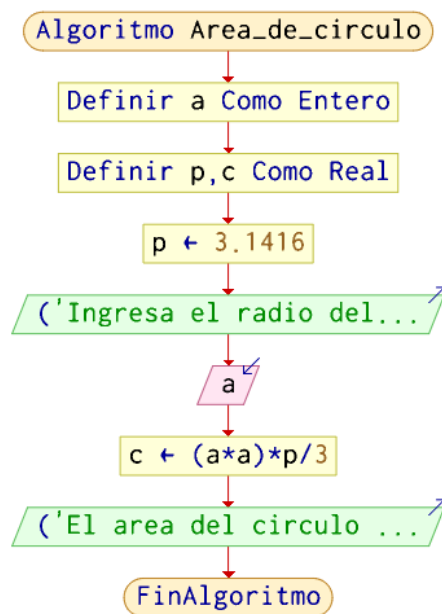 Algoritmo Area_de_circulo
Definir a Como Entero
Definir p,c Como Real
p ← 3.1416
('Ingresa el radio del...
a
c ← (a*a)*p/3
('El area del circulo ...
FinAlgoritmo